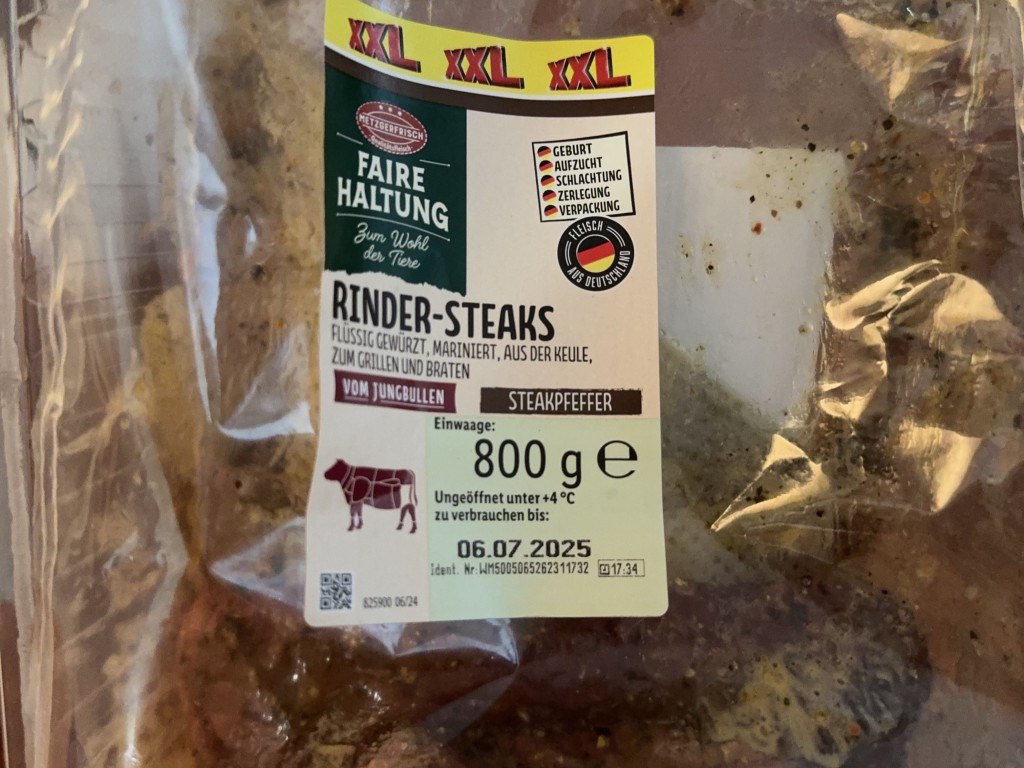 XXL XXL XXL
METZGERFRISCH
FAIRE
HALTUNG
Zum Wohl
der Tiere
GEBURT
AUFZUCHT
SCHLACHTUNG
ZERLEGUNG
VERPACKUNG
FLEISCH
AUS DEUTSCHLAND
RINDER-STEAKS
FLÜSSIG GEWÜRZT, MARINIERT, AUS DER KEULE,
ZUM GRILLEN UND BRATEN
VOM JUNGBULLEN
STEAKPFEFFER
Einwaage:
800 g ℮
Ungeöffnet unter +4 °C
zu verbrauchen bis:
06.07.2025
Ident. Nr: WM5005065262311732 17:34
825900 06/24